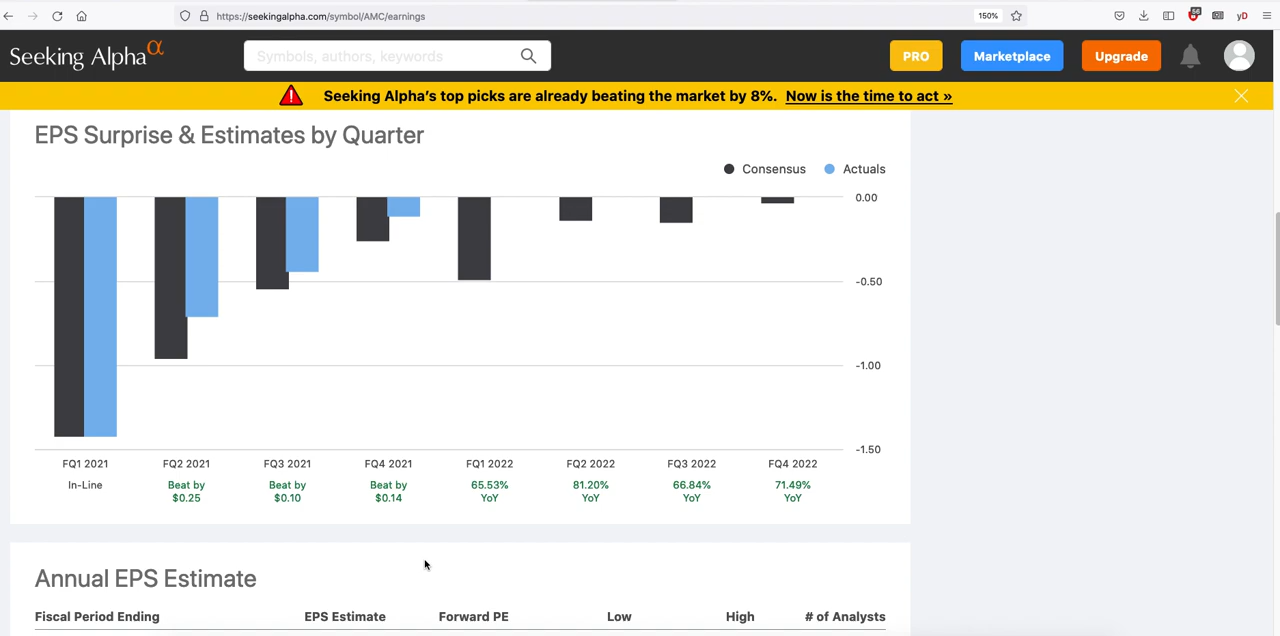 https://seekingalpha.com/symbol/AMC/earnings
150%
56
yD
Seeking Alphaα
Symbols, authors, keywords
PRO
Marketplace
Upgrade
Seeking Alpha's top picks are already beating the market by 8%. Now is the time to act »
EPS Surprise & Estimates by Quarter
Consensus Actuals
0.00
-0.50
-1.00
-1.50
FQ1 2021 FQ2 2021 FQ3 2021 FQ4 2021 FQ1 2022 FQ2 2022 FQ3 2022 FQ4 2022
In-Line Beat by Beat by Beat by 65.53% 81.20% 66.84% 71.49%
$0.25 $0.10 $0.14 YoY YoY YoY YoY
Annual EPS Estimate
Fiscal Period Ending EPS Estimate Forward PE Low High # of Analysts